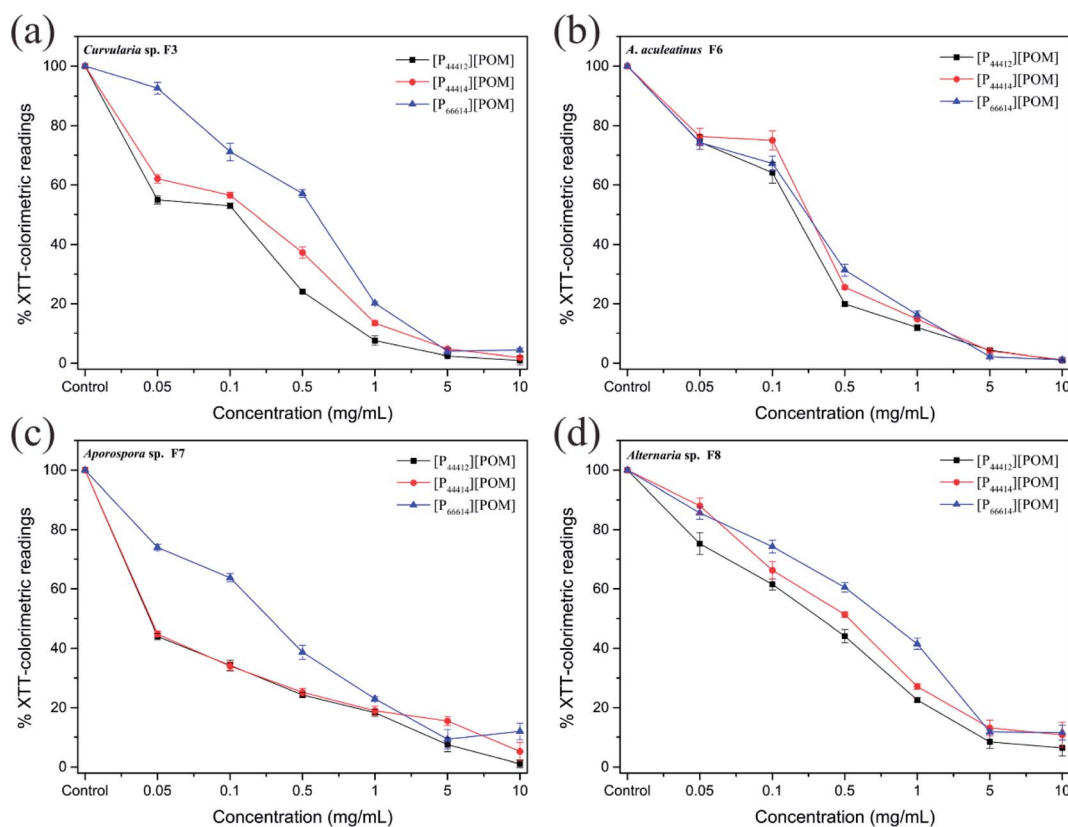 (a)
Curvularia sp. F3
[P44412][POM]
[P44414][POM]
[P66614][POM]
% XTT-colorimetric readings
100
80
60
40
20
0
Control 0.05 0.1 0.5 1 5 10
Concentration (mg/mL)
(b)
A. aculeatinus F6
[P44412][POM]
[P44414][POM]
[P66614][POM]
% XTT-colorimetric readings
100
80
60
40
20
0
Control 0.05 0.1 0.5 1 5 10
Concentration (mg/mL)
(c)
Aporospora sp. F7
[P44412][POM]
[P44414][POM]
[P66614][POM]
% XTT-colorimetric readings
100
80
60
40
20
0
Control 0.05 0.1 0.5 1 5 10
Concentration (mg/mL)
(d)
Alternaria sp. F8
[P44412][POM]
[P44414][POM]
[P66614][POM]
% XTT-colorimetric readings
100
80
60
40
20
0
Control 0.05 0.1 0.5 1 5 10
Concentration (mg/mL)